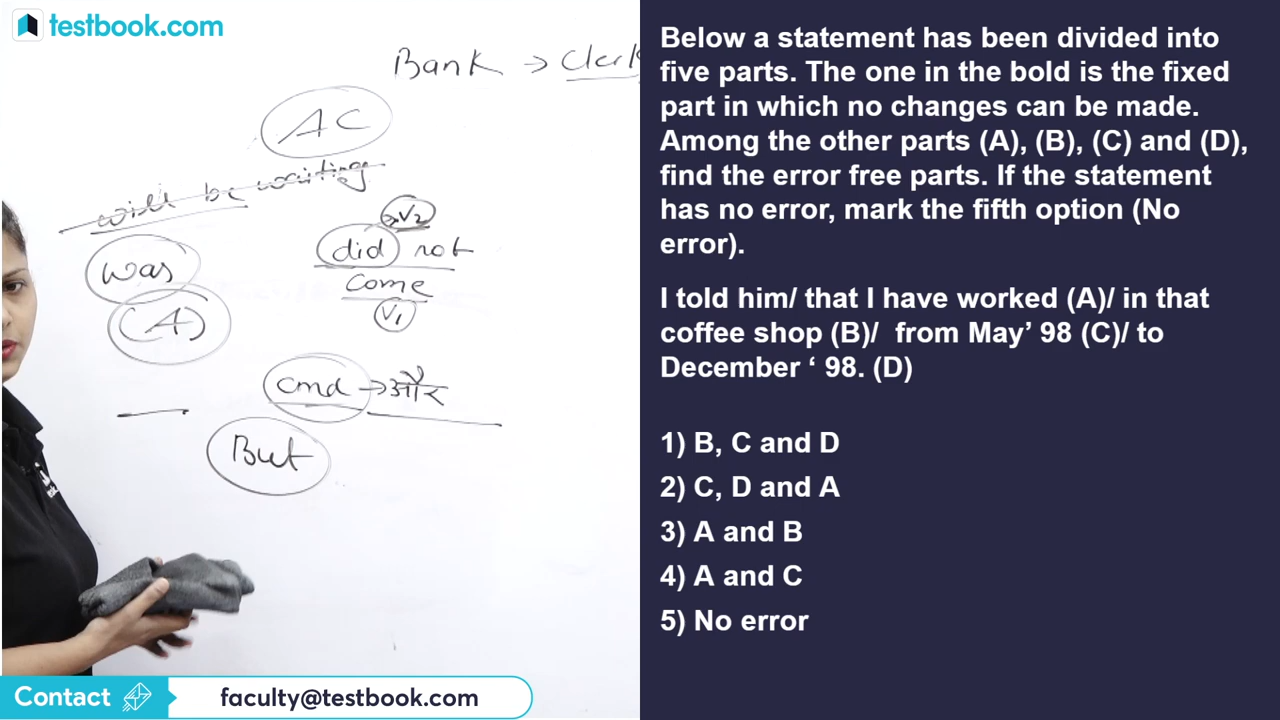 testbook.com
Bank → Clerk
AC
will be waiting
→V2
was
did not
come
V1
(A)
and → और
But
Below a statement has been divided into
five parts. The one in the bold is the fixed
part in which no changes can be made.
Among the other parts (A), (B), (C) and (D),
find the error free parts. If the statement
has no error, mark the fifth option (No
error).
I told him/ that I have worked (A)/ in that
coffee shop (B)/ from May’ 98 (C)/ to
December ‘ 98. (D)
1) B, C and D
2) C, D and A
3) A and B
4) A and C
5) No error
Contact faculty@testbook.com